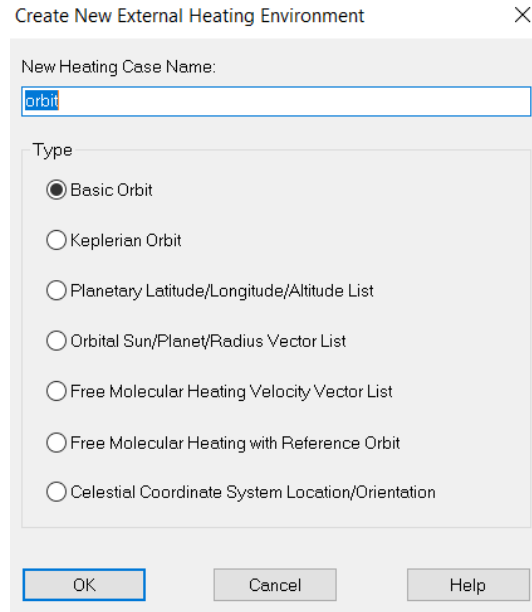 Create New External Heating Environment
New Heating Case Name:
orbit
Type
Basic Orbit
Keplerian Orbit
Planetary Latitude/Longitude/Altitude List
Orbital Sun/Planet/Radius Vector List
Free Molecular Heating Velocity Vector List
Free Molecular Heating with Reference Orbit
Celestial Coordinate System Location/Orientation
OK Cancel Help